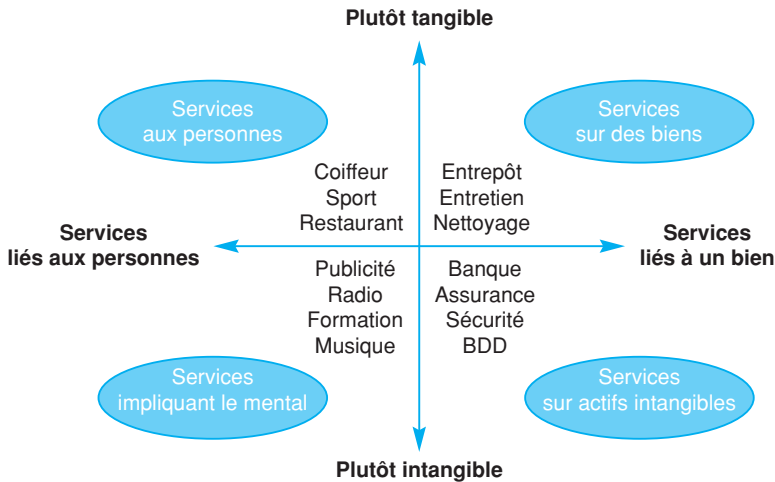 Plutôt tangible
Services
aux personnes
Services
sur des biens
Coiffeur
Sport
Restaurant
Entrepôt
Entretien
Nettoyage
Services
liés aux personnes
Services
liés à un bien
Publicité
Radio
Formation
Musique
Banque
Assurance
Sécurité
BDD
Services
impliquant le mental
Services
sur actifs intangibles
Plutôt intangible